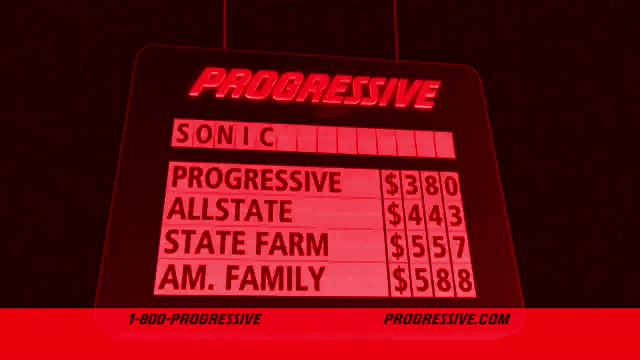 PROGRESSIVE
SONIC
PROGRESSIVE $380
ALLSTATE $443
STATE FARM $557
AM. FAMILY $588
1-800-PROGRESSIVE PROGRESSIVE.COM